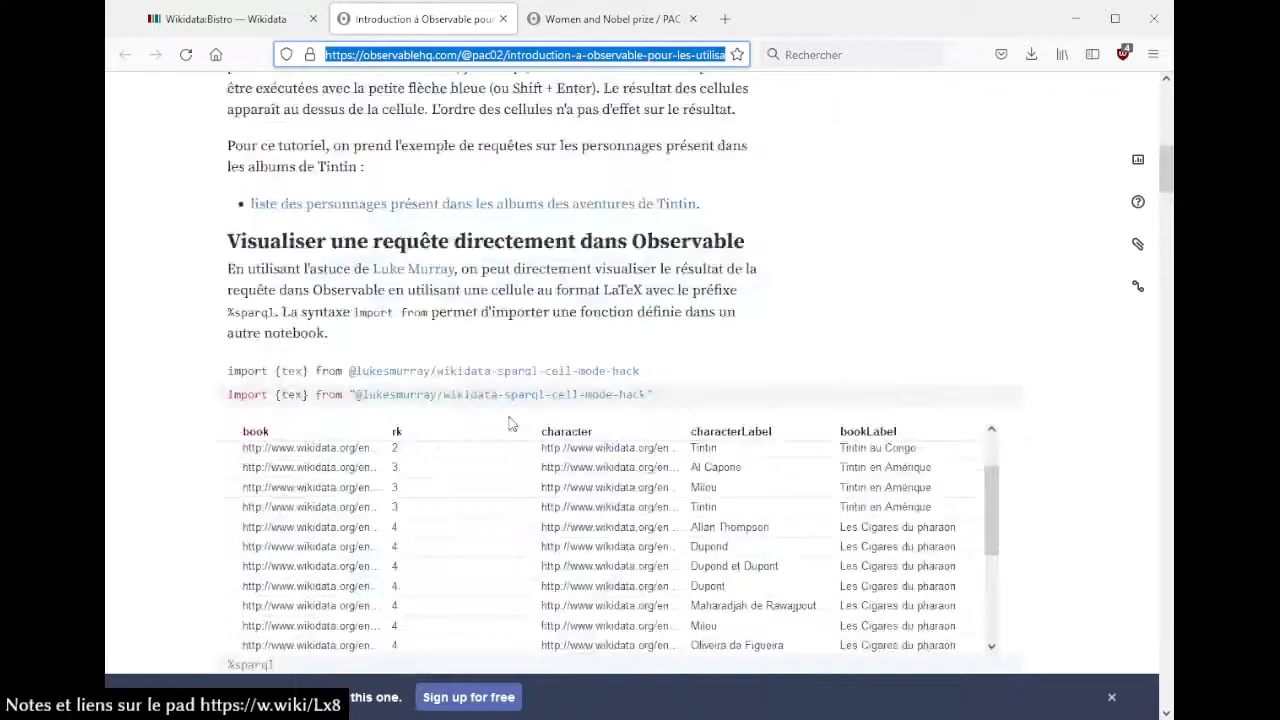 Wikidata:Bistro — Wikidata
Introduction à Observable pou
Women and Nobel prize / PAC
https://observablehq.com/@pac02/introduction-a-observable-pour-les-utilisa
Rechercher
4
être exécutées avec la petite flèche bleue (ou Shift + Enter). Le résultat des cellules
apparaît au dessus de la cellule. L'ordre des cellules n'a pas d'effet sur le résultat.
Pour ce tutoriel, on prend l'exemple de requêtes sur les personnages présent dans
les albums de Tintin :
• liste des personnages présent dans les albums des aventures de Tintin.
Visualiser une requête directement dans Observable
En utilisant l'astuce de Luke Murray, on peut directement visualiser le résultat de la
requête dans Observable en utilisant une cellule au format LaTeX avec le préfixe
%sparql. La syntaxe import from permet d'importer une fonction définie dans un
autre notebook.
import {tex} from @lukesmurray/wikidata-sparql-cell-mode-hack
import {tex} from "@lukesmurray/wikidata-sparql-cell-mode-hack"
book rk character characterLabel bookLabel
http://www.wikidata.org/en... 2 http://www.wikidata.org/en... Tintin Tintin au Congo
http://www.wikidata.org/en... 3 http://www.wikidata.org/en... Al Capone Tintin en Amérique
http://www.wikidata.org/en... 3 http://www.wikidata.org/en... Milou Tintin en Amérique
http://www.wikidata.org/en... 3 http://www.wikidata.org/en... Tintin Tintin en Amérique
http://www.wikidata.org/en... 4 http://www.wikidata.org/en... Allan Thompson Les Cigares du pharaon
http://www.wikidata.org/en... 4 http://www.wikidata.org/en... Dupond Les Cigares du pharaon
http://www.wikidata.org/en... 4 http://www.wikidata.org/en... Dupond et Dupont Les Cigares du pharaon
http://www.wikidata.org/en... 4 http://www.wikidata.org/en... Dupont Les Cigares du pharaon
http://www.wikidata.org/en... 4 http://www.wikidata.org/en... Maharadjah de Rawajpout Les Cigares du pharaon
http://www.wikidata.org/en... 4 http://www.wikidata.org/en... Milou Les Cigares du pharaon
http://www.wikidata.org/en... 4 http://www.wikidata.org/en... Oliveira de Figueira Les Cigares du pharaon
%sparql
this one. Sign up for free
Notes et liens sur le pad https://w.wiki/Lx8